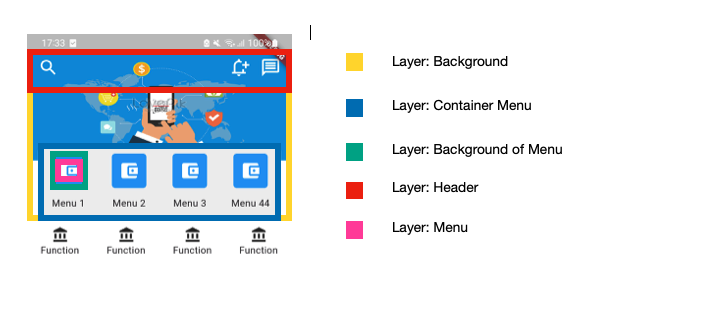 17:33
100%
Layer: Background
Layer: Container Menu
Layer: Background of Menu
Layer: Header
Layer: Menu
Menu 1 Menu 2 Menu 3 Menu 44
Function Function Function Function